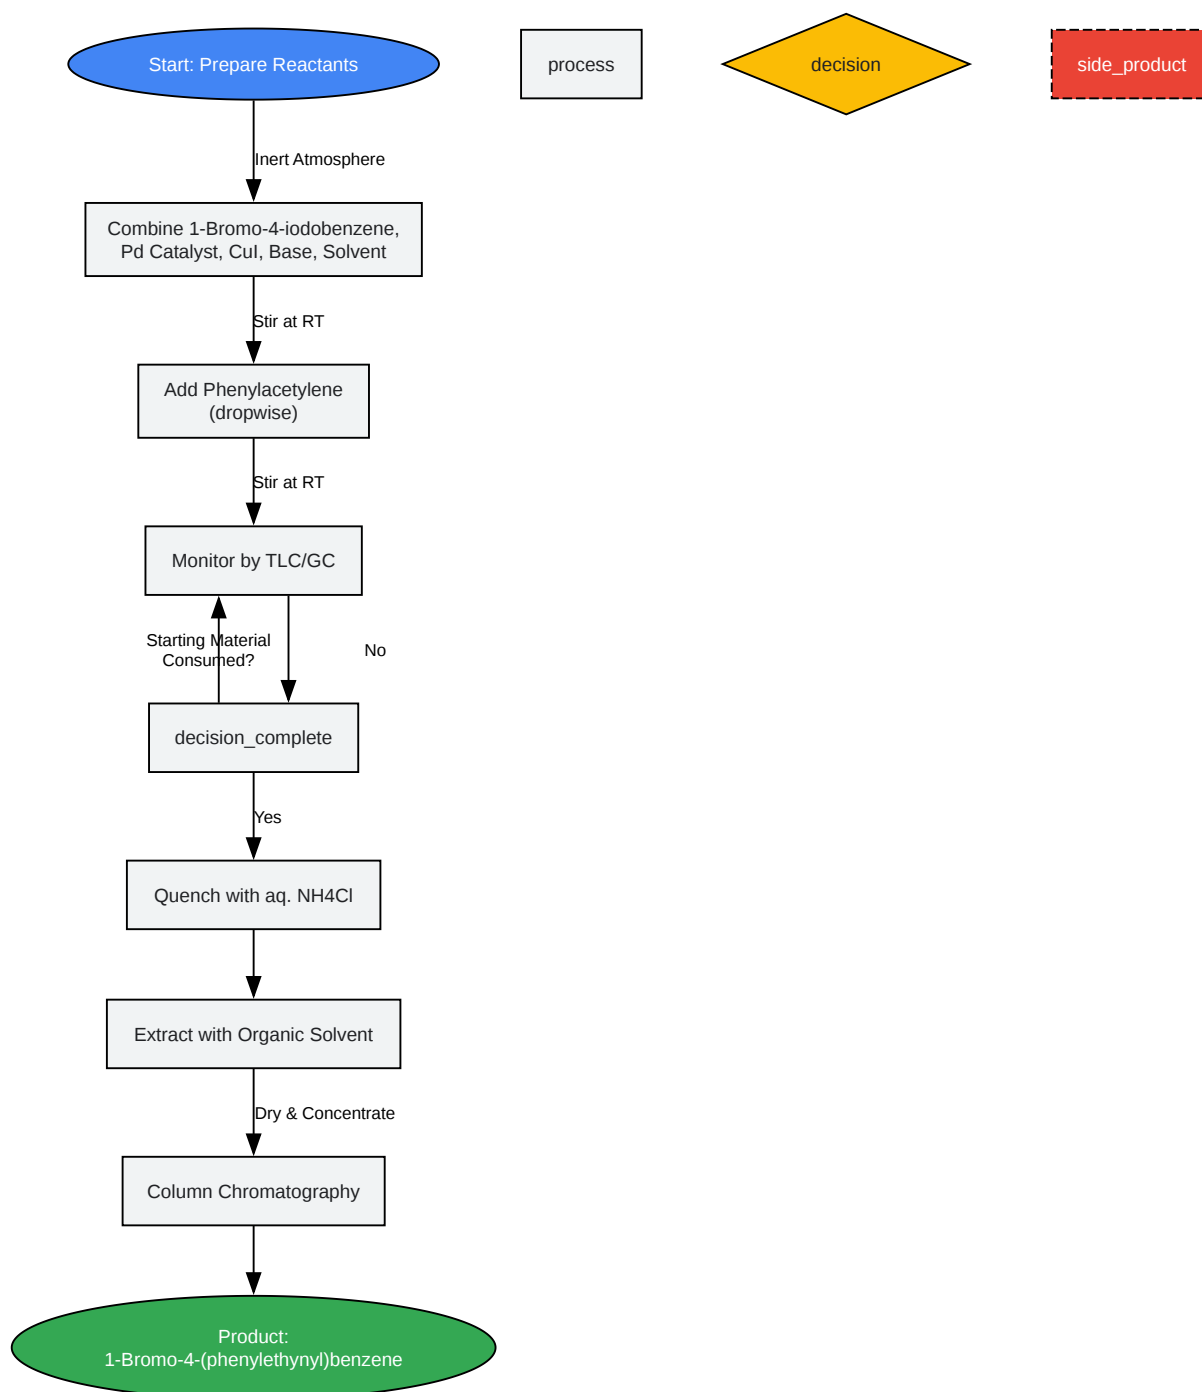 Start: Prepare Reactants
process
decision
side_product
Inert Atmosphere
Combine 1-Bromo-4-iodobenzene,
Pd Catalyst, CuI, Base, Solvent
Stir at RT
Add Phenylacetylene
(dropwise)
Stir at RT
Monitor by TLC/GC
Starting Material
Consumed?
No
decision_complete
Yes
Quench with aq. NH4Cl
Extract with Organic Solvent
Dry & Concentrate
Column Chromatography
Product:
1-Bromo-4-(phenylethynyl)benzene